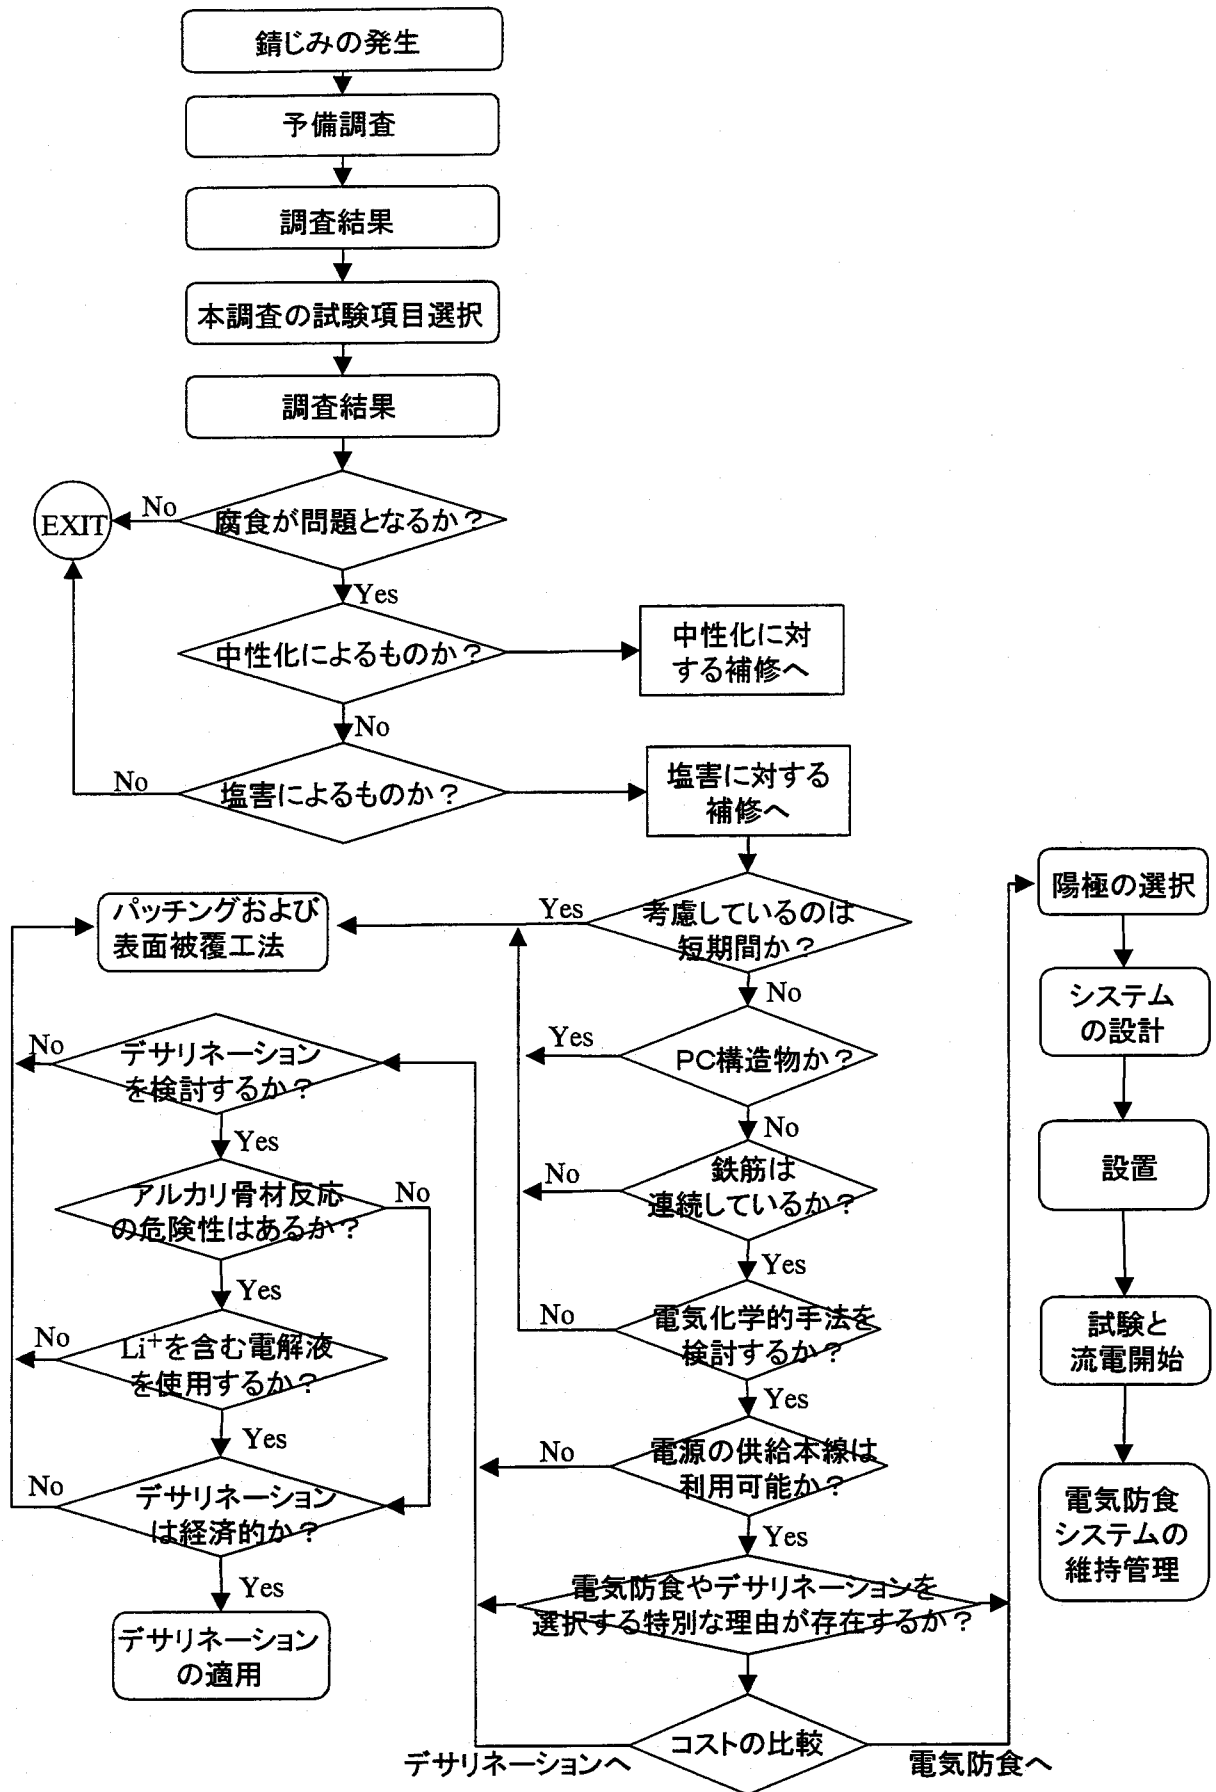 錆じみの発生
予備調査
調査結果
本調査の試験項目選択
調査結果
腐食が問題となるか？
No
EXIT
Yes
中性化によるものか？
中性化に対
する補修へ
No
塩害によるものか？
No
塩害に対する
補修へ
考慮しているのは
短期間か？
Yes
パッチングおよび
表面被覆工法
No
PC構造物か？
Yes
No
鉄筋は
連続しているか？
No
Yes
電気化学的手法を
検討するか？
No
Yes
電源の供給本線は
利用可能か？
No
Yes
電気防食やデサリネーションを
選択する特別な理由が存在するか？
コストの比較
デサリネーションへ
電気防食へ
デサリネーション
を検討するか？
No
Yes
アルカリ骨材反応
の危険性はあるか？
No
Yes
Li⁺を含む電解液
を使用するか？
No
Yes
デサリネーション
は経済的か？
No
Yes
デサリネーション
の適用
陽極の選択
システム
の設計
設置
試験と
流電開始
電気防食
システムの
維持管理